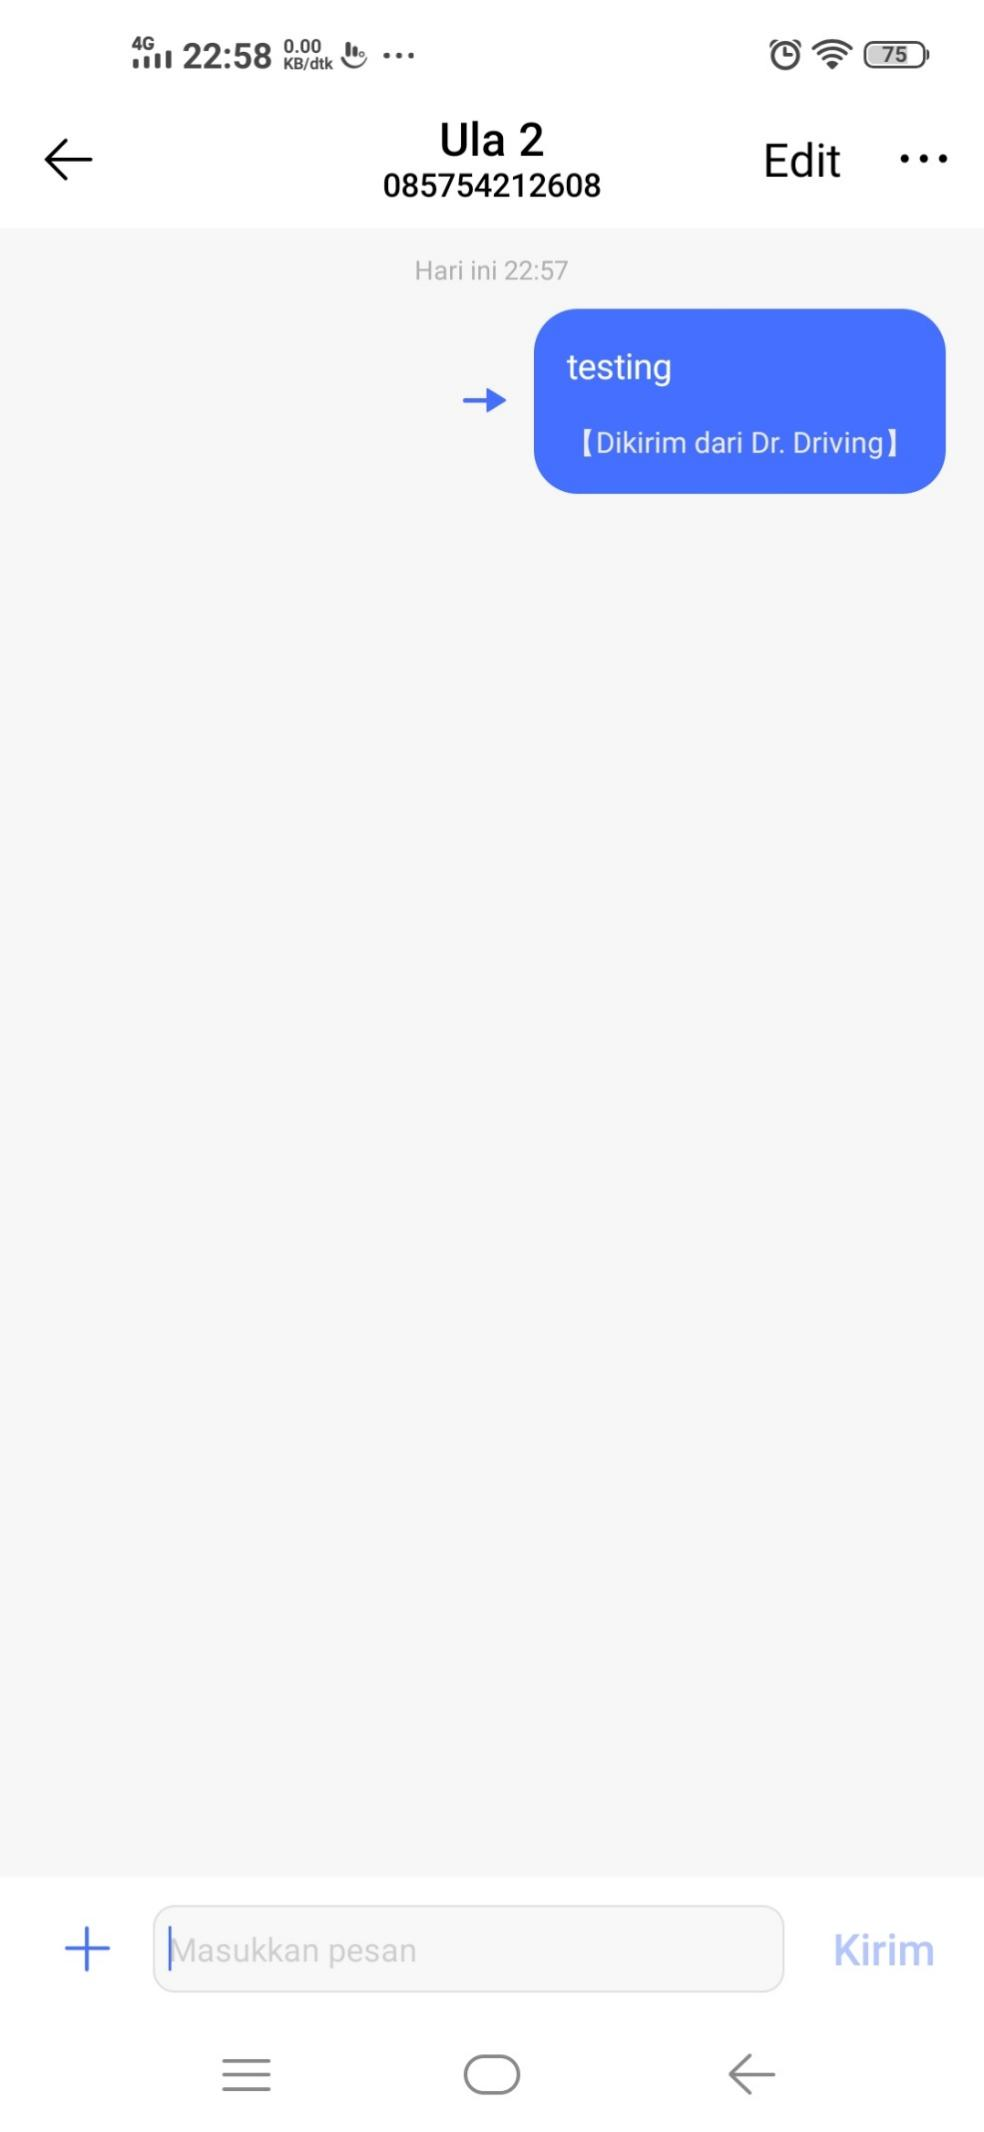 4G 22:58 0.00 KB/dtk 75
Ula 2
085754212608
Edit
Hari ini 22:57
testing
【Dikirim dari Dr. Driving】
Masukkan pesan
Kirim